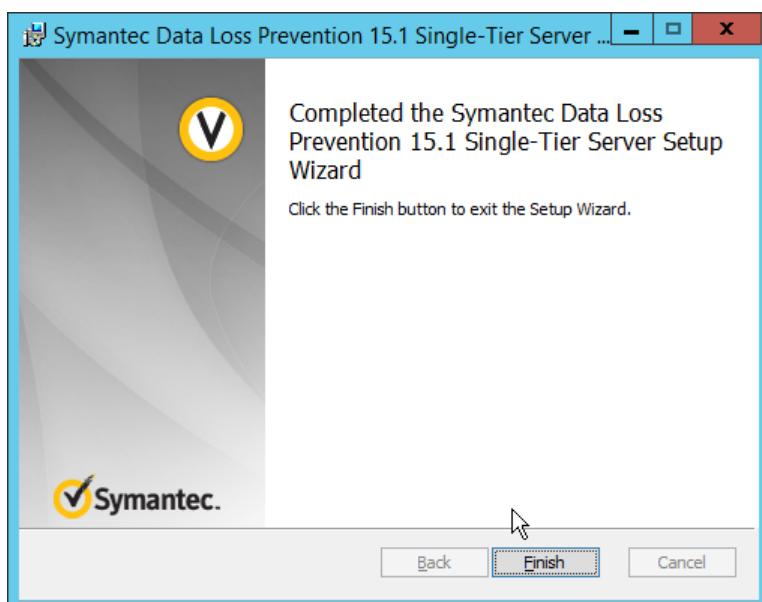 Symantec Data Loss Prevention 15.1 Single-Tier Server ...
Completed the Symantec Data Loss
Prevention 15.1 Single-Tier Server Setup
Wizard
Click the Finish button to exit the Setup Wizard.
Symantec.
Back Finish Cancel